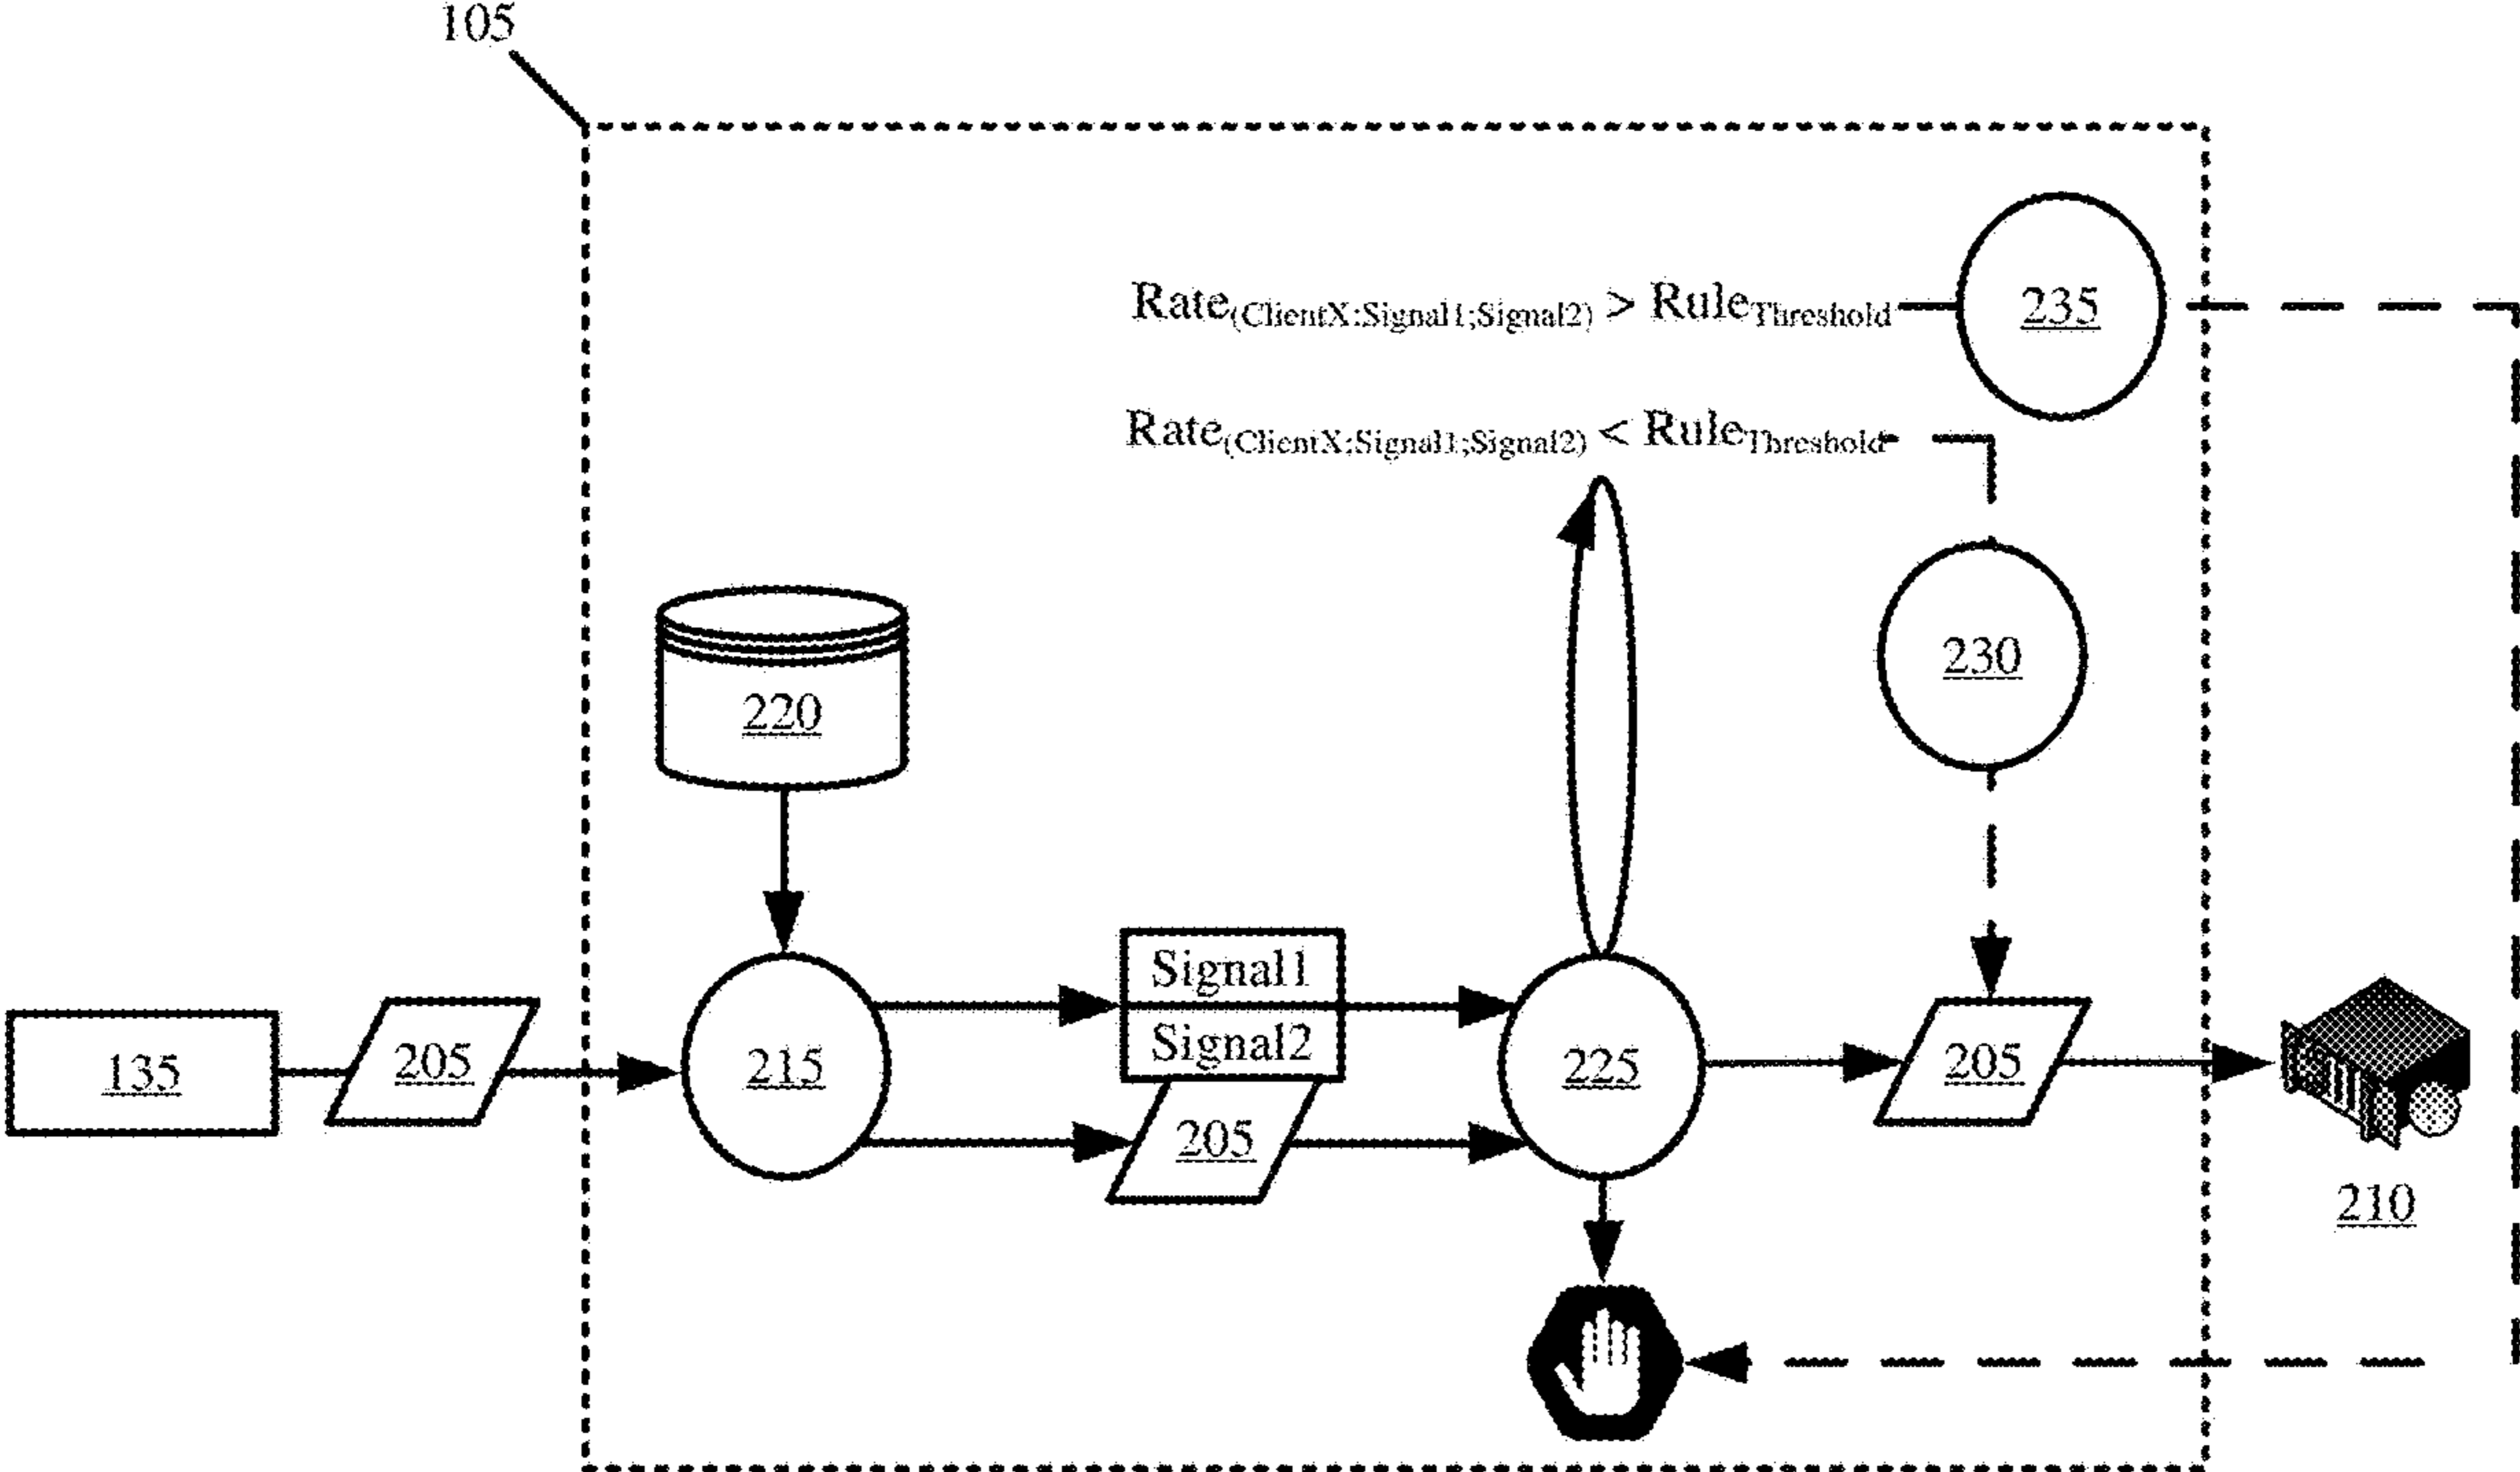 105
Rate(ClientX:Signal1;Signal2) > RuleThreshold
235
Rate(ClientX:Signal1;Signal2) < RuleThreshold
230
220
Signal1
Signal2
135
205
215
205
225
205
210